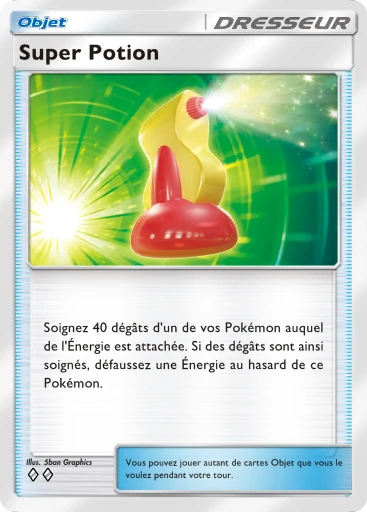 Objet
DRESSEUR
Super Potion
Soignez 40 dégâts d'un de vos Pokémon auquel
de l'Énergie est attachée. Si des dégâts sont ainsi
soignés, défaussez une Énergie au hasard de ce
Pokémon.
Illus. 5ban Graphics
Vous pouvez jouer autant de cartes Objet que vous le
voulez pendant votre tour.